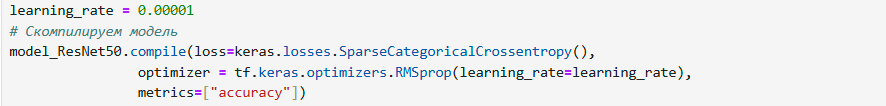 learning_rate = 0.00001
# Скомпилируем модель
model_ResNet50.compile(loss=keras.losses.SparseCategoricalCrossentropy(),
optimizer = tf.keras.optimizers.RMSprop(learning_rate=learning_rate),
metrics=["accuracy"])